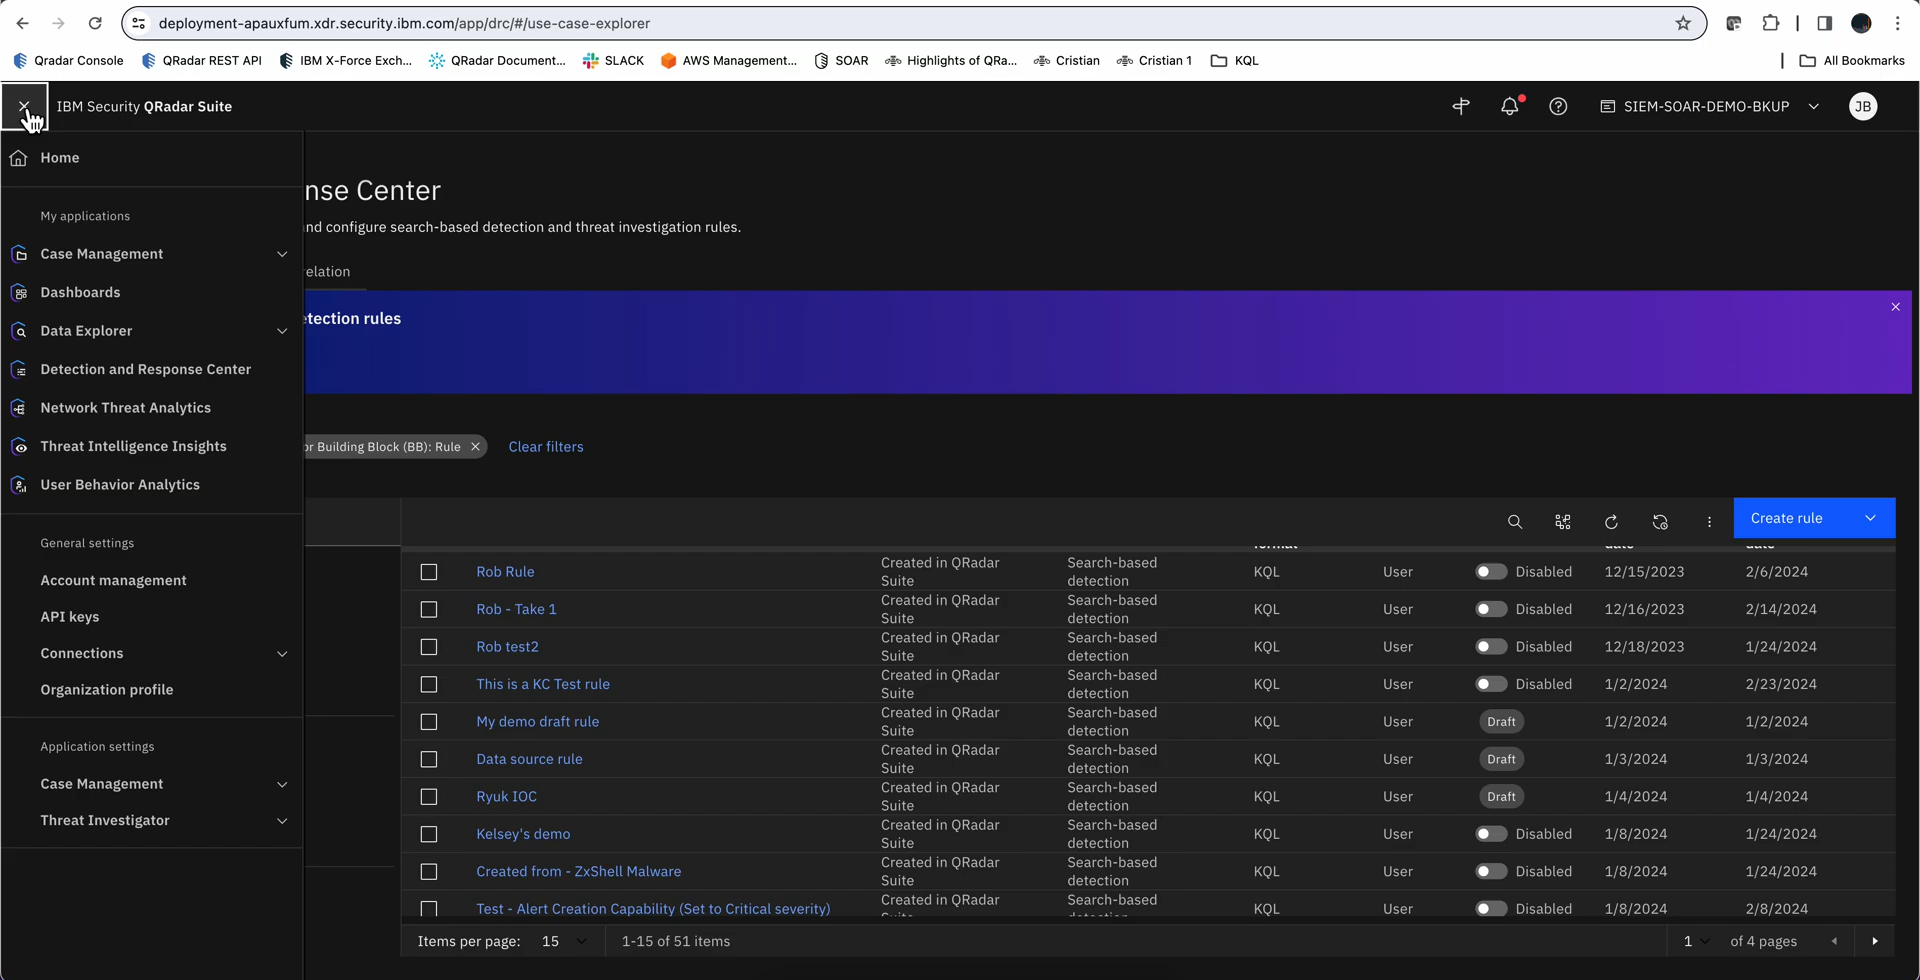 deployment-apauxfum.xdr.security.ibm.com/app/drc/#/use-case-explorer
Qradar Console QRadar REST API IBM X-Force Exch... QRadar Document... SLACK AWS Management... SOAR Highlights of QRa... Cristian Cristian 1 KQL All Bookmarks
IBM Security QRadar Suite SIEM-SOAR-DEMO-BKUP JB
Home
My applications
Case Management
Dashboards
Data Explorer
Detection and Response Center
Network Threat Analytics
Threat Intelligence Insights
User Behavior Analytics
General settings
Account management
API keys
Connections
Organization profile
Application settings
Case Management
Threat Investigator
nse Center
nd configure search-based detection and threat investigation rules.
elation
etection rules
or Building Block (BB): Rule Clear filters
Create rule
Rob Rule Created in QRadar Suite Search-based detection KQL User Disabled 12/15/2023 2/6/2024
Rob - Take 1 Created in QRadar Suite Search-based detection KQL User Disabled 12/16/2023 2/14/2024
Rob test2 Created in QRadar Suite Search-based detection KQL User Disabled 12/18/2023 1/24/2024
This is a KC Test rule Created in QRadar Suite Search-based detection KQL User Disabled 1/2/2024 2/23/2024
My demo draft rule Created in QRadar Suite Search-based detection KQL User Draft 1/2/2024 1/2/2024
Data source rule Created in QRadar Suite Search-based detection KQL User Draft 1/3/2024 1/3/2024
Ryuk IOC Created in QRadar Suite Search-based detection KQL User Draft 1/4/2024 1/4/2024
Kelsey's demo Created in QRadar Suite Search-based detection KQL User Disabled 1/8/2024 1/24/2024
Created from - ZxShell Malware Created in QRadar Suite Search-based detection KQL User Disabled 1/8/2024 1/24/2024
Test - Alert Creation Capability (Set to Critical severity) Created in QRadar Search-based KQL User Disabled 1/8/2024 2/8/2024
Items per page: 15 1-15 of 51 items 1 of 4 pages